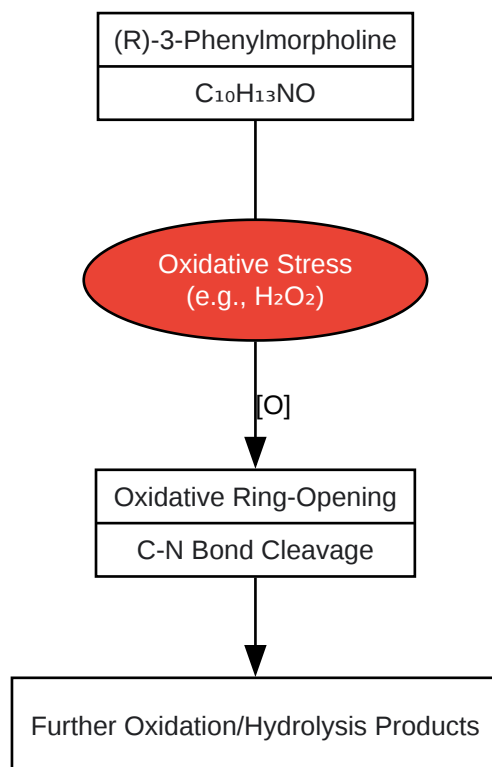 (R)-3-Phenylmorpholine
C₁₀H₁₃NO
Oxidative Stress
(e.g., H₂O₂)
[O]
Oxidative Ring-Opening
C-N Bond Cleavage
Further Oxidation/Hydrolysis Products